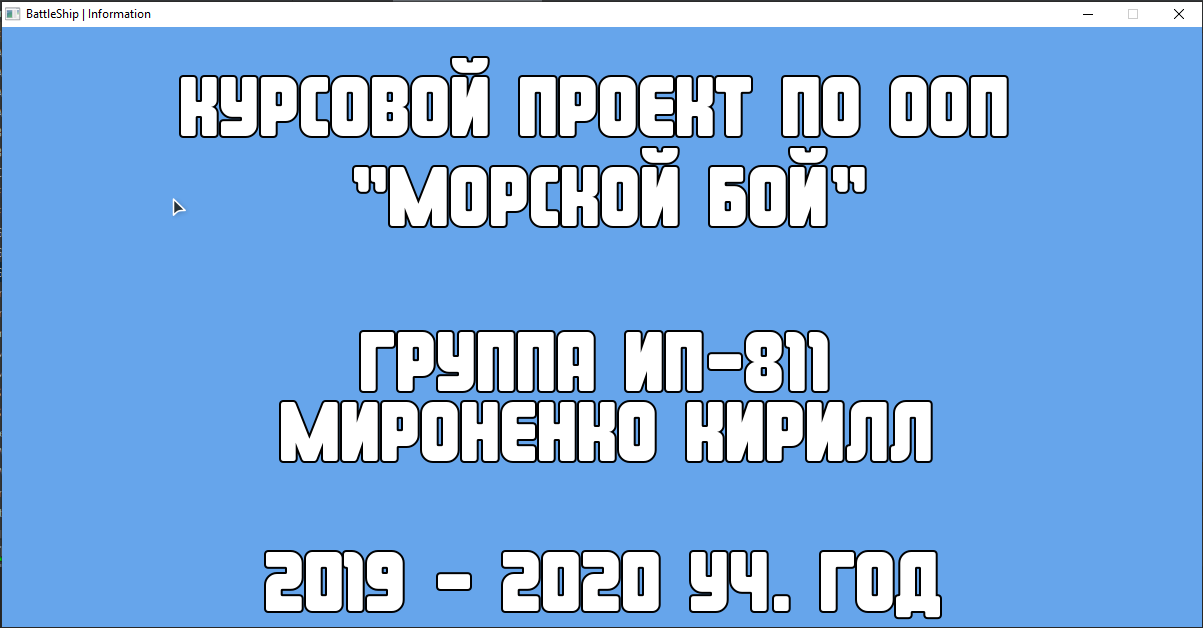 BattleShip | Information
КУРСОВОЙ ПРОЕКТ ПО ООП
"МОРСКОЙ БОЙ"
ГРУППА ИП-811
МИРОНЕНКО КИРИЛЛ
2019 - 2020 УЧ. ГОД